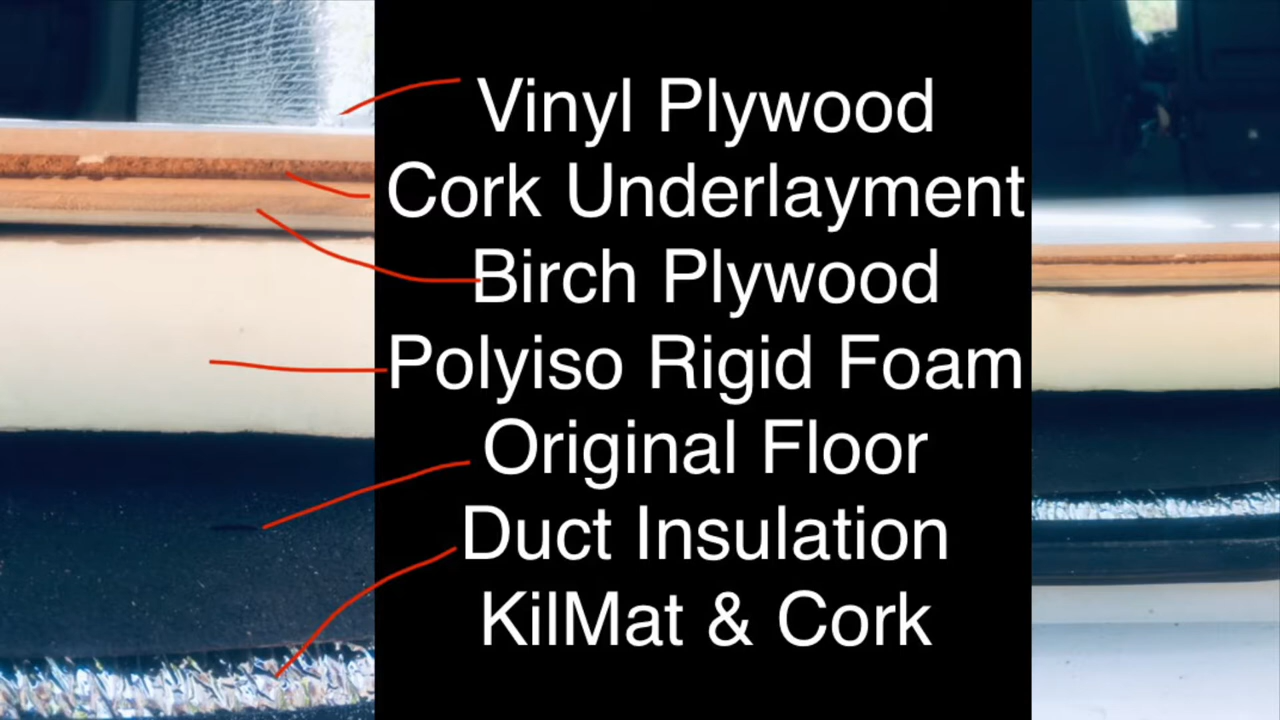 Vinyl Plywood
Cork Underlayment
Birch Plywood
Polyiso Rigid Foam
Original Floor
Duct Insulation
KilMat & Cork